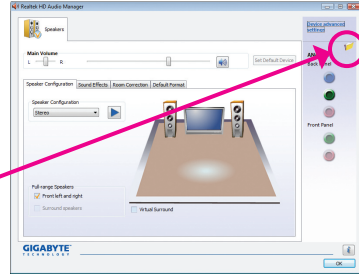 Realtek HD Audio Manager
Speakers
Device advanced settings
Main Volume
L
R
Set Default Device
AN
Back Panel
Speaker Configuration
Sound Effects
Room Correction
Default Format
Speaker Configuration
Stereo
Front Panel
Full-range Speakers
Front left and right
Surround speakers
Virtual Surround
GIGABYTE
TECHNOLOGY
OK